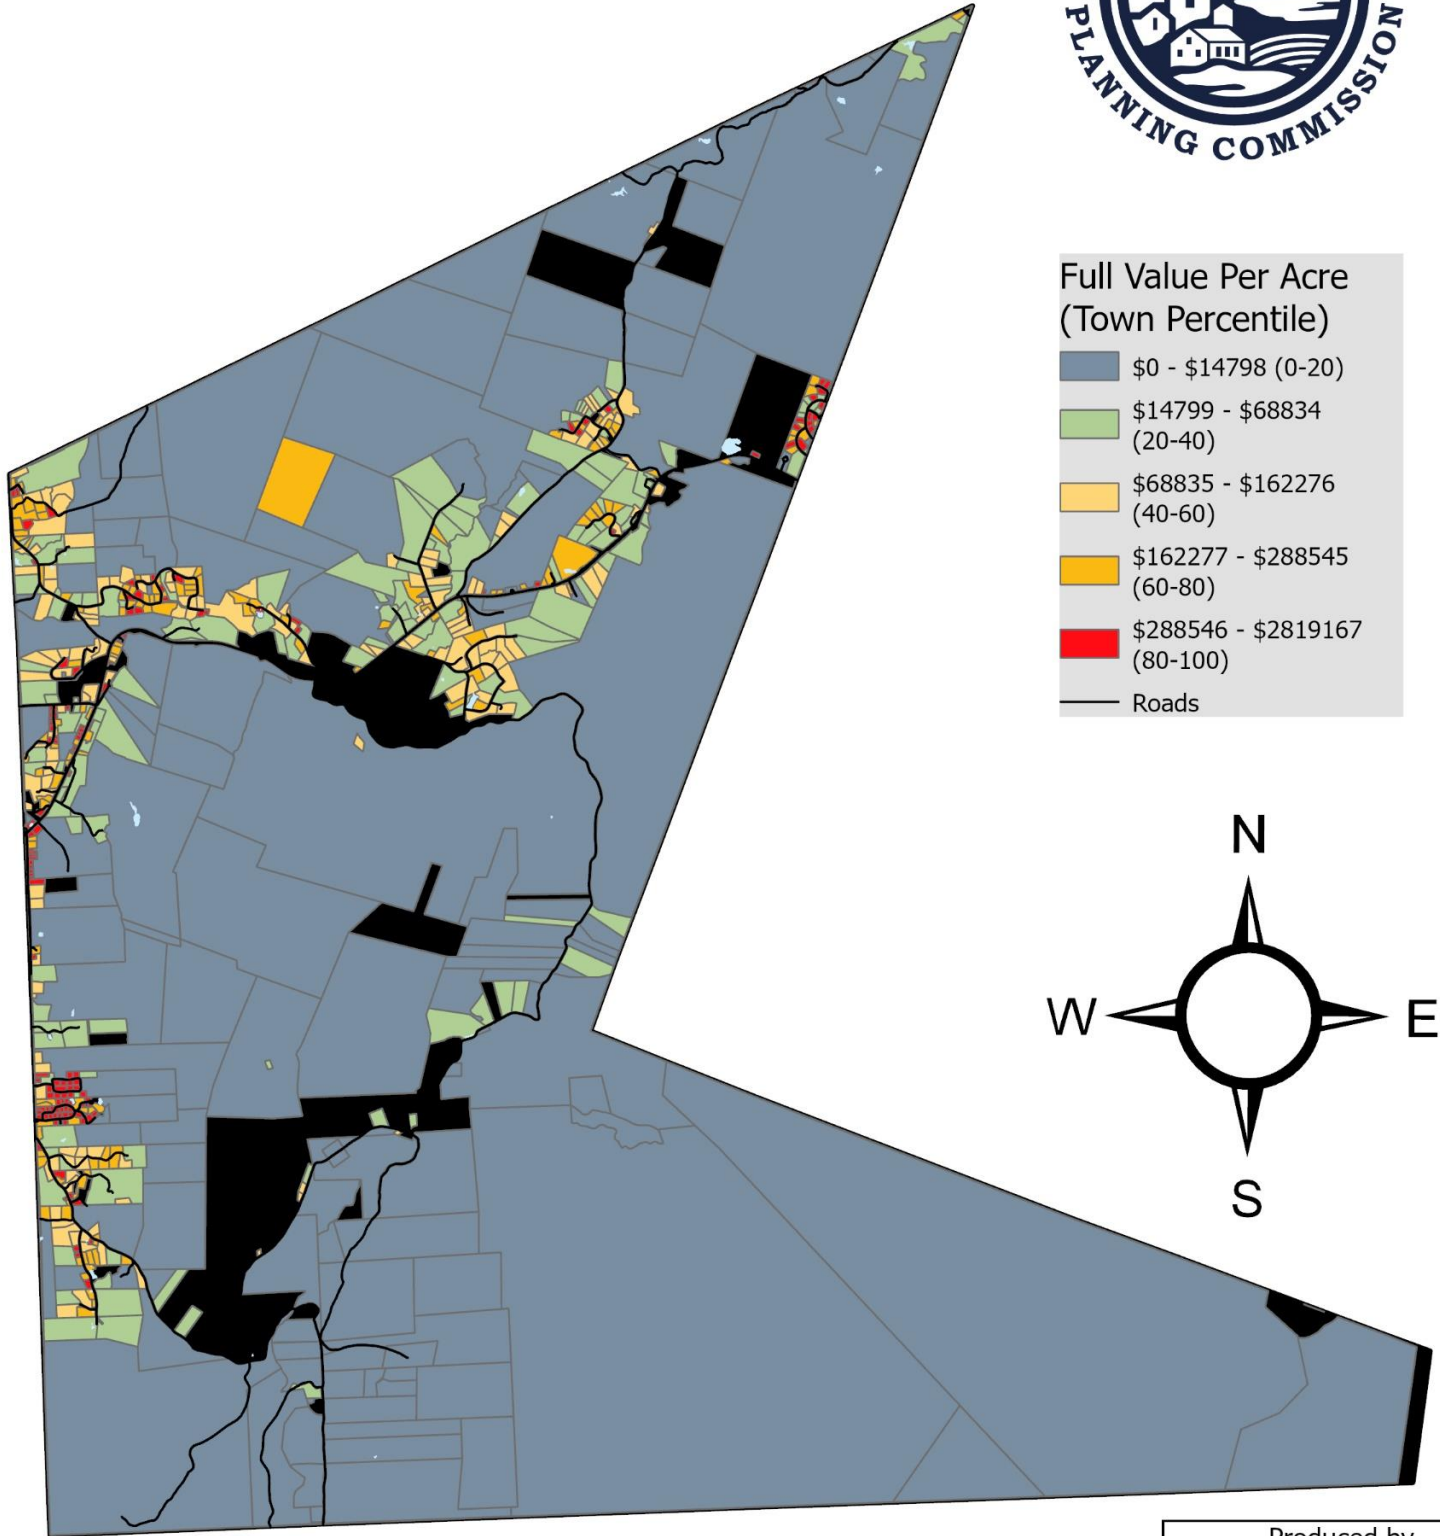 PLANNING COMMISSION
Full Value Per Acre
(Town Percentile)
$0 - $14798 (0-20)
$14799 - $68834
(20-40)
$68835 - $162276
(40-60)
$162277 - $288545
(60-80)
$288546 - $2819167
(80-100)
Roads
N
W
E
S
Produced by